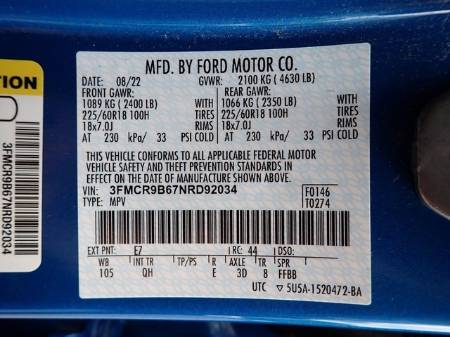 MFD. BY FORD MOTOR CO.
DATE: 08/22 GVWR: 2100 KG ( 4630 LB)
FRONT GAWR: REAR GAWR:
1089 KG ( 2400 LB) 1066 KG ( 2350 LB)
225/60R18 100H TIRES 225/60R18 100H
18x7.0J RIMS 18x7.0J RIMS
AT 230 kPa/ 33 PSI COLD AT 230 kPa/ 33 PSI COLD
THIS VEHICLE CONFORMS TO ALL APPLICABLE FEDERAL MOTOR
VEHICLE SAFETY AND THEFT PREVENTION STANDARDS IN EFFECT
ON THE DATE OF MANUFACTURE SHOWN ABOVE.
VIN: 3FMCR9B67NRD92034 F0146
TYPE: MPV T0274
EXT PNT: E7 RC: 44 DSO:
WB INT TR TP/PS R AXLE TR SPR
105 QH E 3D 8 FFBB
UTC 5U5A-1520472-BA
3FMCR9B67NRD92034